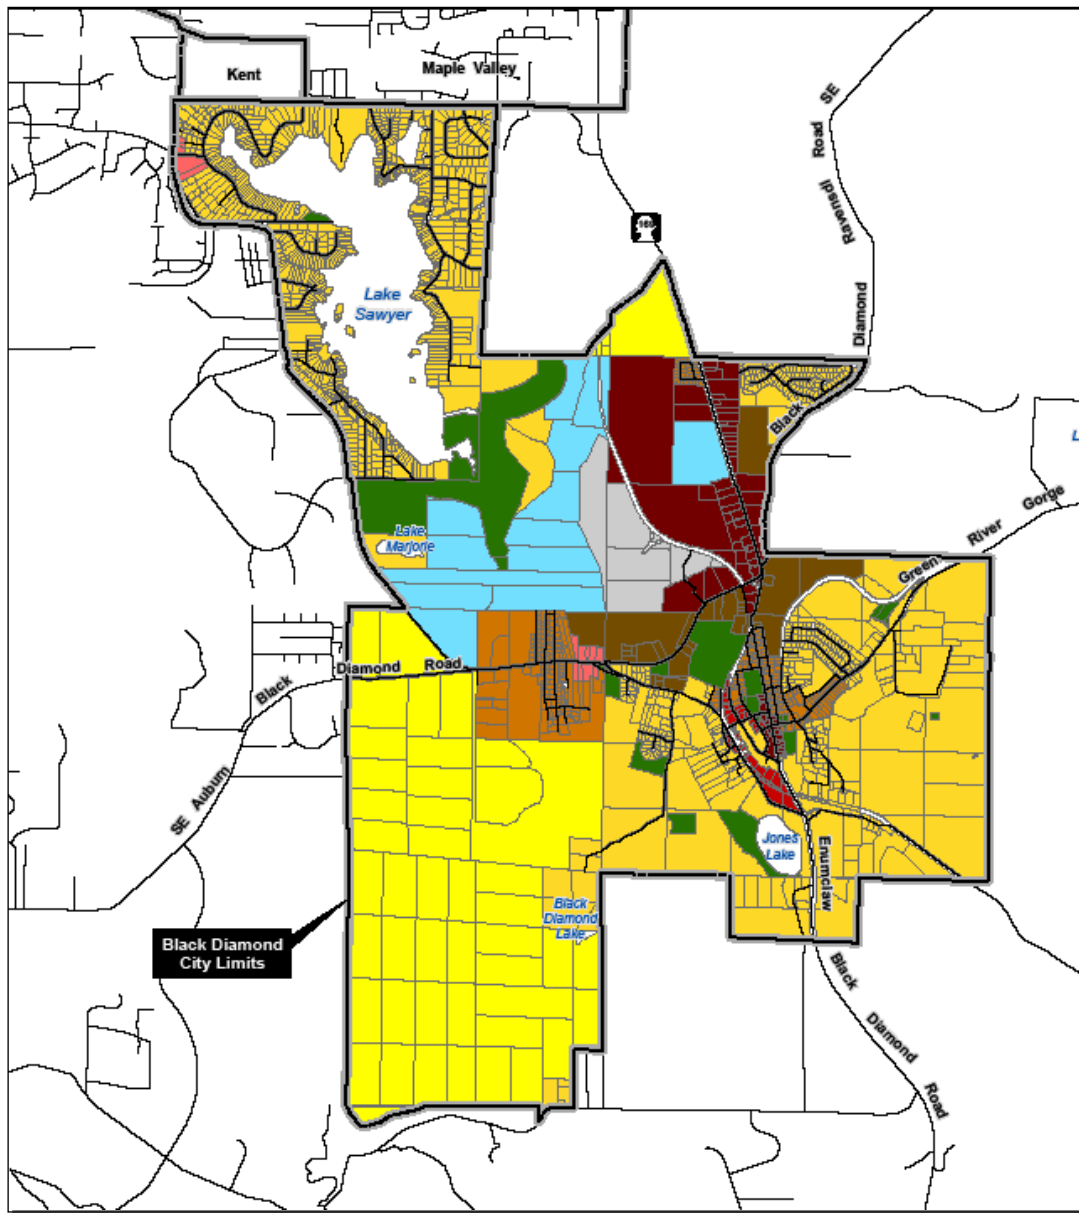 Kent
Maple Valley
SE
Road
Ravensdl
Diamond
Black
169
Lake
Sawyer
Lake
Marjorie
L
Gorge
River
Green
Diamond Road
Black
SE Auburn
Jones
Lake
Enumclaw
Black
Diamond
Lake
Black Diamond
City Limits
Black
Diamond
Road